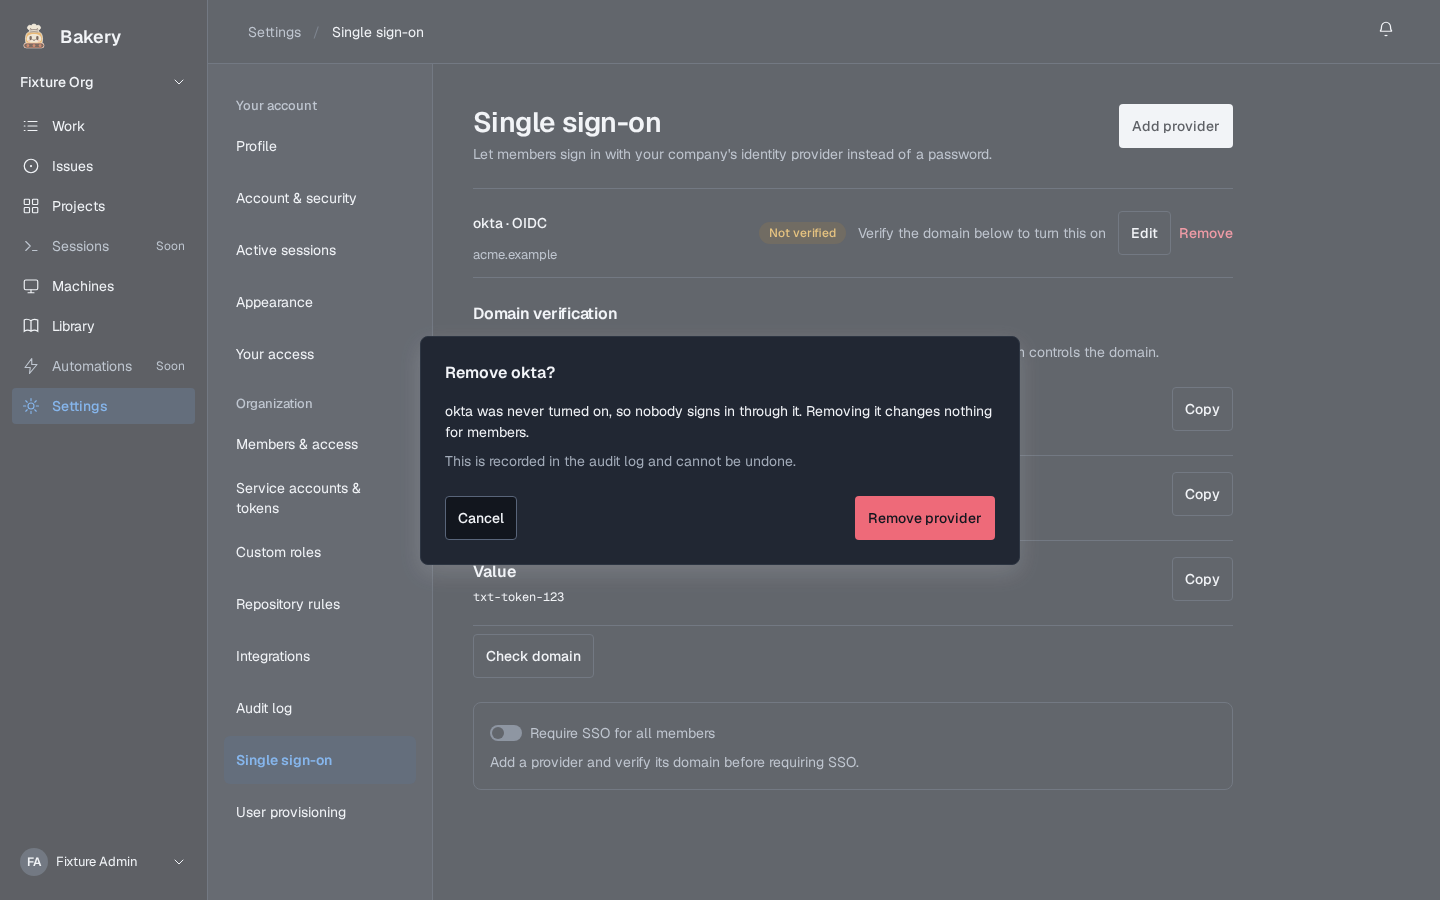 Bakery
Fixture Org
Work
Issues
Projects
Sessions Soon
Machines
Library
Automations Soon
Settings
FA Fixture Admin
Settings / Single sign-on
Your account
Profile
Account & security
Active sessions
Appearance
Your access
Organization
Members & access
Service accounts &
tokens
Custom roles
Repository rules
Integrations
Audit log
Single sign-on
User provisioning
Single sign-on
Let members sign in with your company's identity provider instead of a password.
Add provider
okta · OIDC
acme.example
Not verified Verify the domain below to turn this on Edit Remove
Domain verification
controls the domain.
Copy
Copy
Remove okta?
okta was never turned on, so nobody signs in through it. Removing it changes nothing
for members.
This is recorded in the audit log and cannot be undone.
Cancel Remove provider
Value
txt-token-123
Copy
Check domain
Require SSO for all members
Add a provider and verify its domain before requiring SSO.